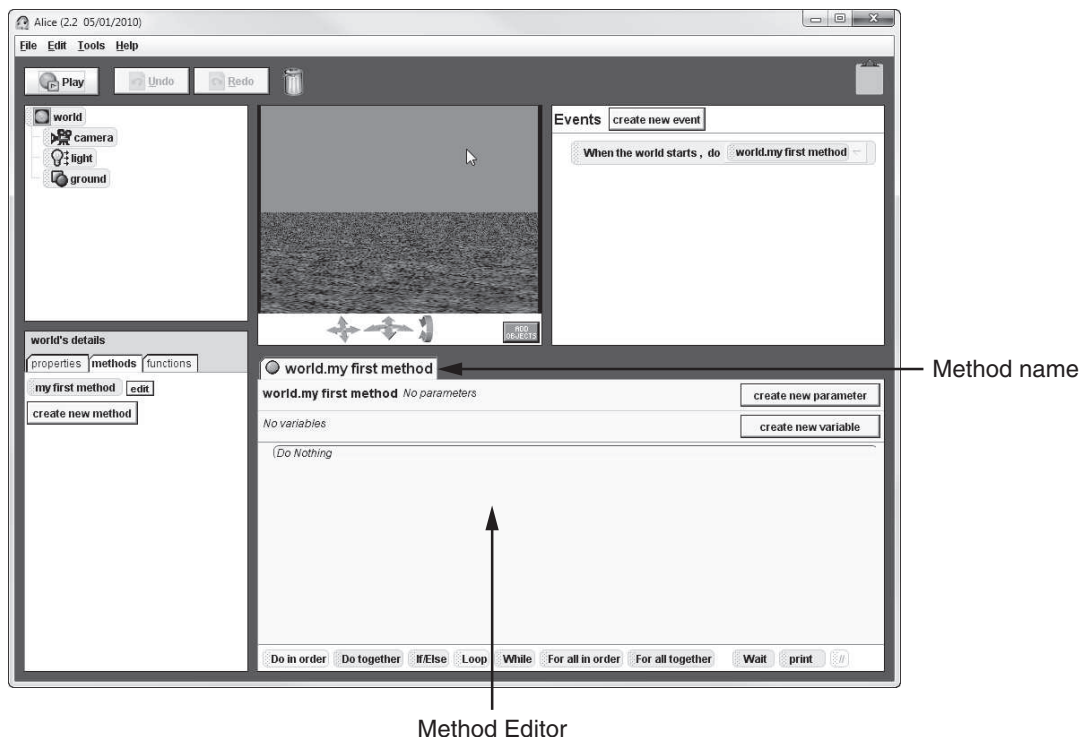 Alice (2.2 05/01/2010)
File Edit Tools Help
Play Undo Redo
world
camera
light
ground
ADD OBJECTS
Events create new event
When the world starts , do world.my first method
world's details
properties methods functions
my first method edit
create new method
world.my first method
Method name
world.my first method No parameters create new parameter
No variables create new variable
(Do Nothing
Do in order Do together If/Else Loop While For all in order For all together Wait print //
Method Editor